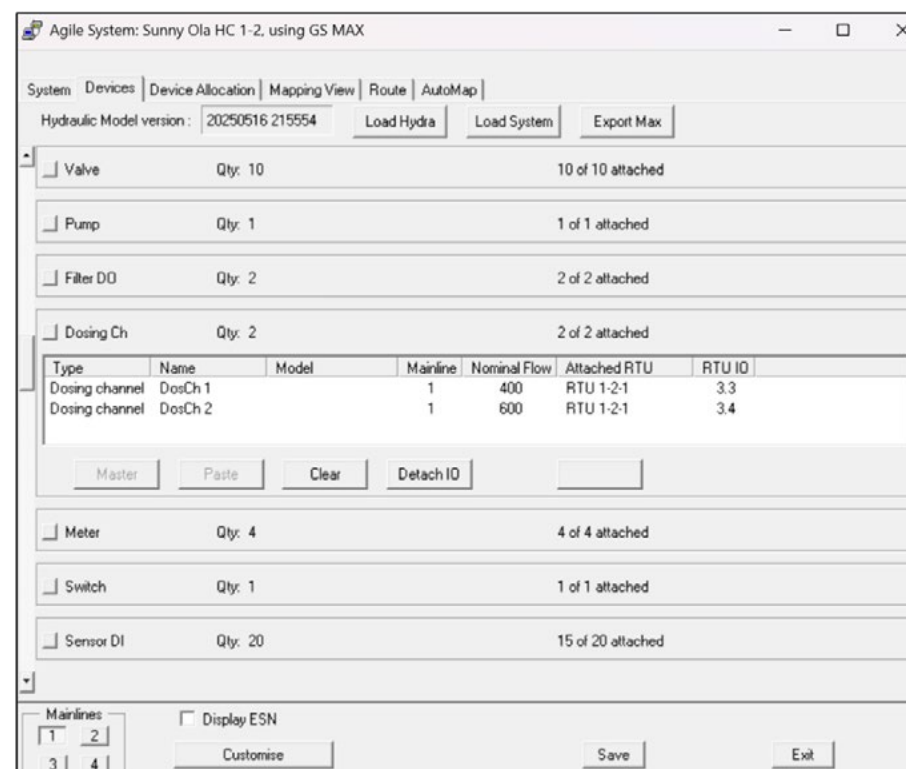 Agile System: Sunny Ola HC 1-2, using GS MAX
System Devices Device Allocation Mapping View Route AutoMap
Hydraulic Model version : 20250516 215554 Load Hydra Load System Export Max
Valve Qty: 10 10 of 10 attached
Pump Qty: 1 1 of 1 attached
Filter DO Qty: 2 2 of 2 attached
Dosing Ch Qty: 2 2 of 2 attached
Type Name Model Mainline Nominal Flow Attached RTU RTU IO
Dosing channel DosCh 1 1 400 RTU 1-2-1 3.3
Dosing channel DosCh 2 1 600 RTU 1-2-1 3.4
Master Paste Clear Detach IO
Meter Qty: 4 4 of 4 attached
Switch Qty: 1 1 of 1 attached
Sensor DI Qty: 20 15 of 20 attached
Mainlines Display ESN
1 2
Customise Save Exit
3 4